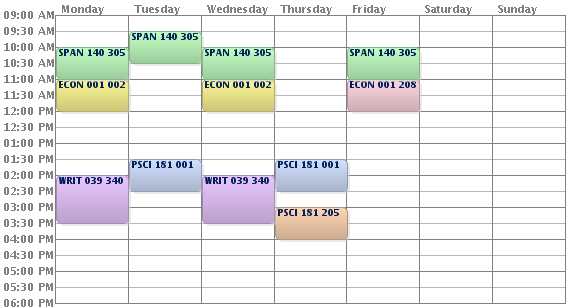 Monday Tuesday Wednesday Thursday Friday Saturday Sunday
09:00 AM
09:30 AM
SPAN 140 305
10:00 AM SPAN 140 305 SPAN 140 305 SPAN 140 305
10:30 AM
11:00 AM ECON 001 002 ECON 001 002 ECON 001 208
11:30 AM
12:00 PM
12:30 PM
01:00 PM
01:30 PM PSCI 181 001 PSCI 181 001
02:00 PM WRIT 039 340 WRIT 039 340
02:30 PM
03:00 PM PSCI 181 205
03:30 PM
04:00 PM
04:30 PM
05:00 PM
05:30 PM
06:00 PM